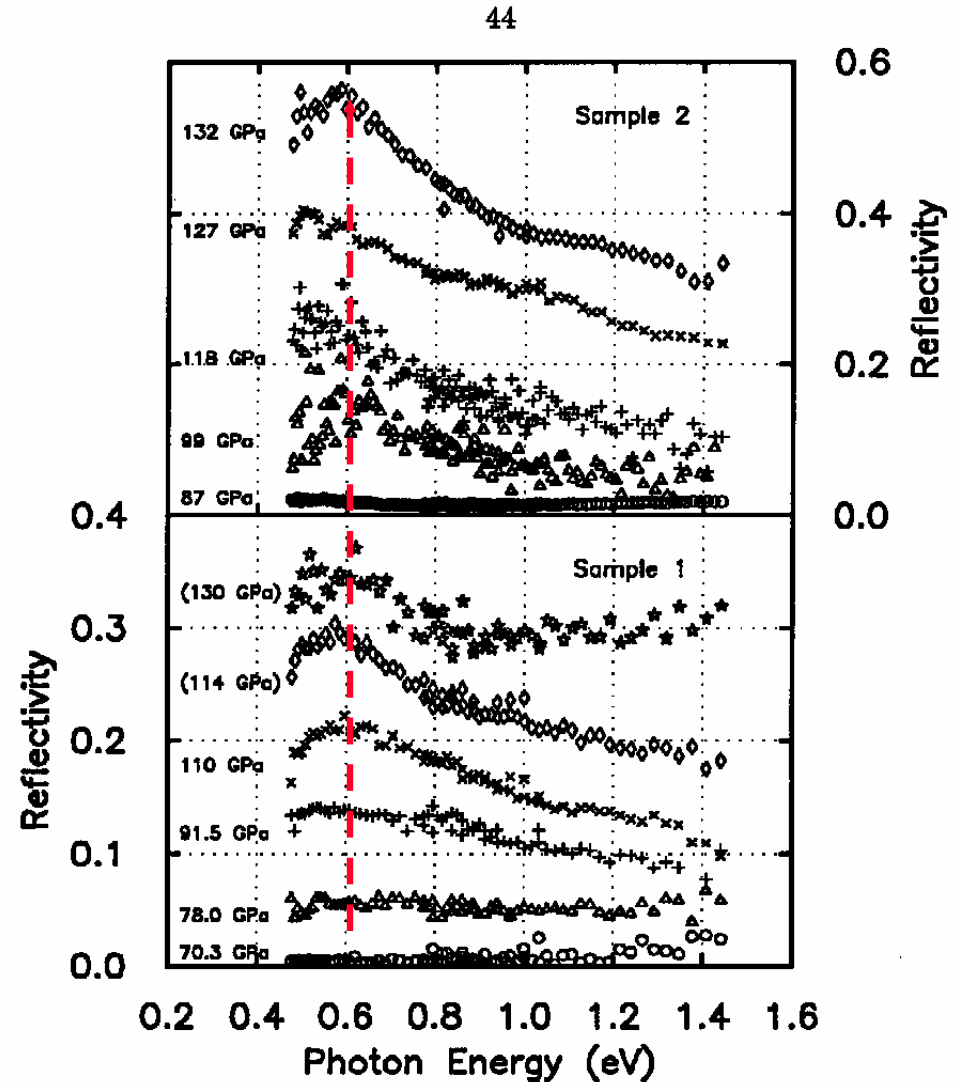 44
0.6
Sample 2
132 GPa
0.4
127 GPa
Reflectivity
118 GPa
0.2
99 GPa
87 GPa
0.4
0.0
Sample 1
(130 GPa)
0.3
(114 GPa)
Reflectivity
0.2
110 GPa
91.5 GPa
0.1
78.0 GPa
70.3 GPa
0.0
0.2 0.4 0.6 0.8 1.0 1.2 1.4 1.6
Photon Energy (eV)